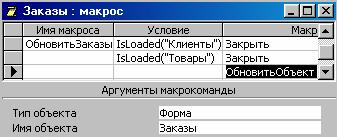 Заказы : макрос
Имя макроса Условие Макр
ОбновитьЗаказы IsLoaded("Клиенты") Закрыть
IsLoaded("Товары") Закрыть
ОбновитьОбъект
Аргументы макрокоманды
Тип объекта Форма
Имя объекта Заказы